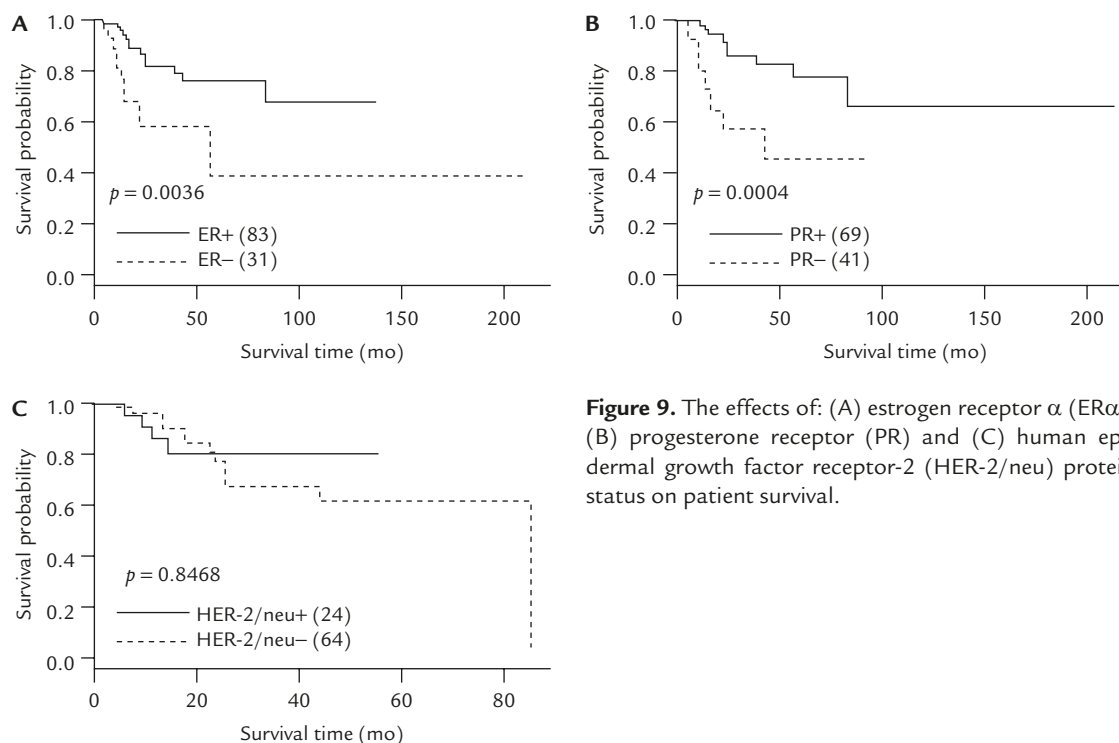 A
Survival probability
1.0
0.8
0.6
0.4
0.2
0.0
p = 0.0036
ER+ (83)
ER− (31)
0 50 100 150 200
Survival time (mo)
B
Survival probability
1.0
0.8
0.6
0.4
0.2
0.0
p = 0.0004
PR+ (69)
PR− (41)
0 50 100 150 200
Survival time (mo)
C
Survival probability
1.0
0.8
0.6
0.4
0.2
0.0
p = 0.8468
HER-2/neu+ (24)
HER-2/neu− (64)
0 20 40 60 80
Survival time (mo)
Figure 9. The effects of: (A) estrogen receptor α (ERα
(B) progesterone receptor (PR) and (C) human ep
dermal growth factor receptor-2 (HER-2/neu) protei
status on patient survival.